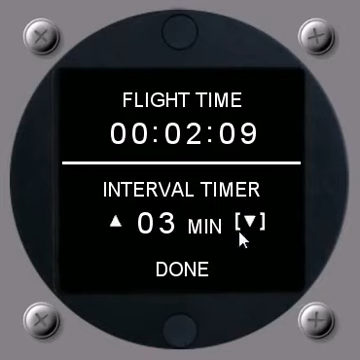 FLIGHT TIME
00:02:09
INTERVAL TIMER
▲ 03 MIN [▼]
DONE